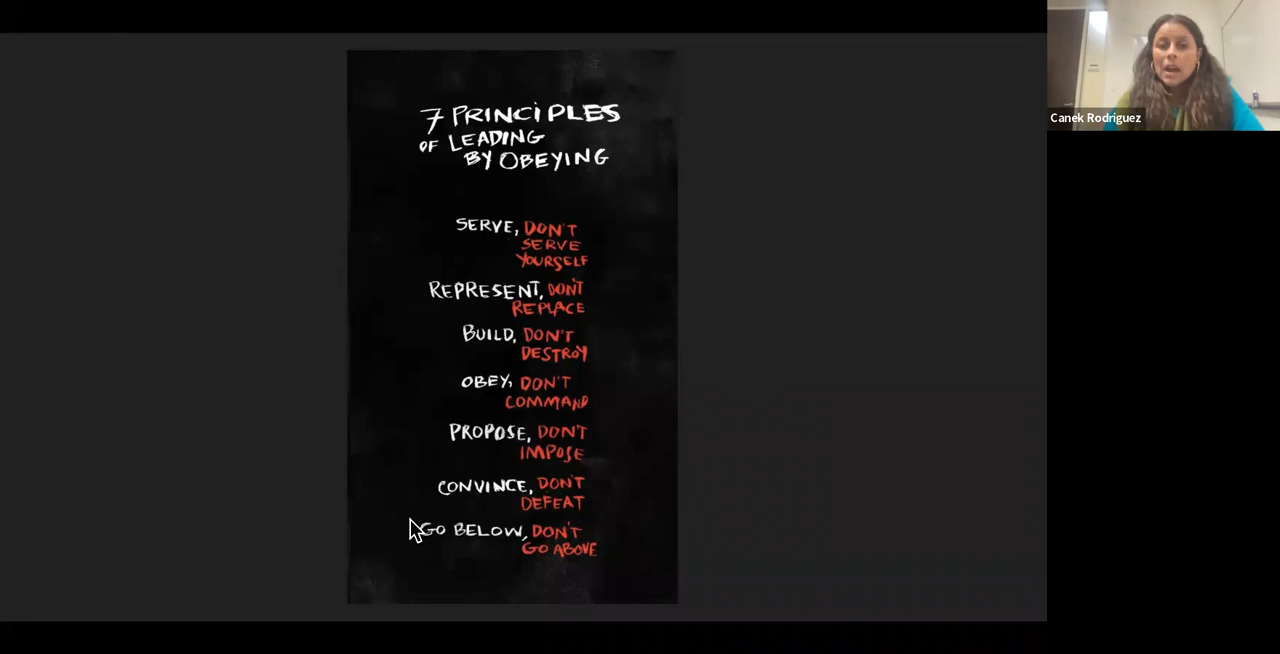 7 PRINCIPLES
OF LEADING
BY OBEYING
SERVE, DON'T
SERVE
YOURSELF
REPRESENT, DON'T
REPLACE
BUILD, DON'T
DESTROY
OBEY, DON'T
COMMAND
PROPOSE, DON'T
IMPOSE
CONVINCE, DON'T
DEFEAT
GO BELOW, DON'T
GO ABOVE
Canek Rodriguez